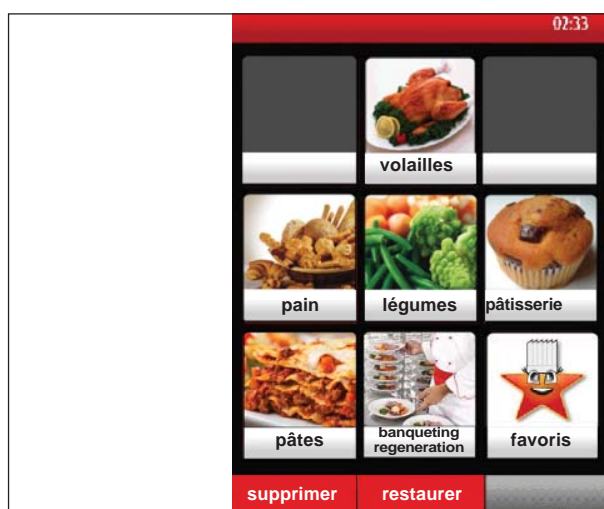 02:33
volailles
pain légumes pâtisserie
pâtes banqueting regeneration favoris
supprimer restaurer